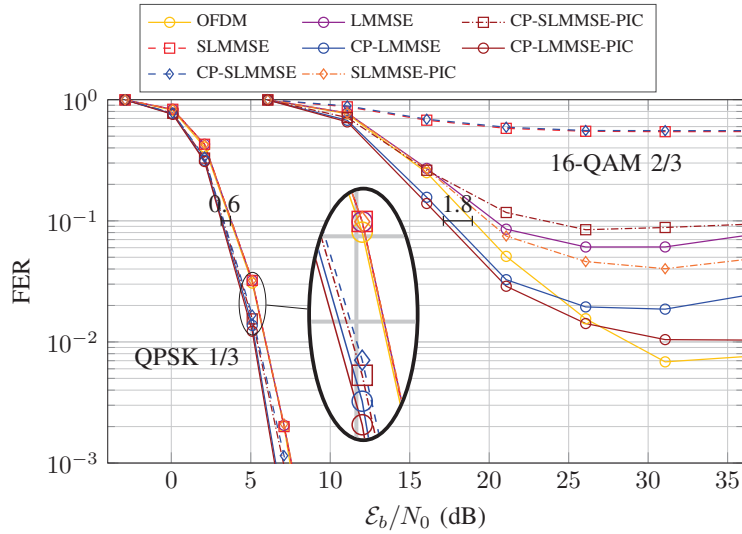 OFDM LMMSE CP-SLMMSE-PIC
SLMMSE CP-LMMSE CP-LMMSE-PIC
CP-SLMMSE SLMMSE-PIC
10^0
10^{-1}
10^{-2}
10^{-3}
FER
16-QAM 2/3
0.6
1.8
QPSK 1/3
0 5 10 15 20 25 30 35
\mathcal{E}_b/N_0 (dB)